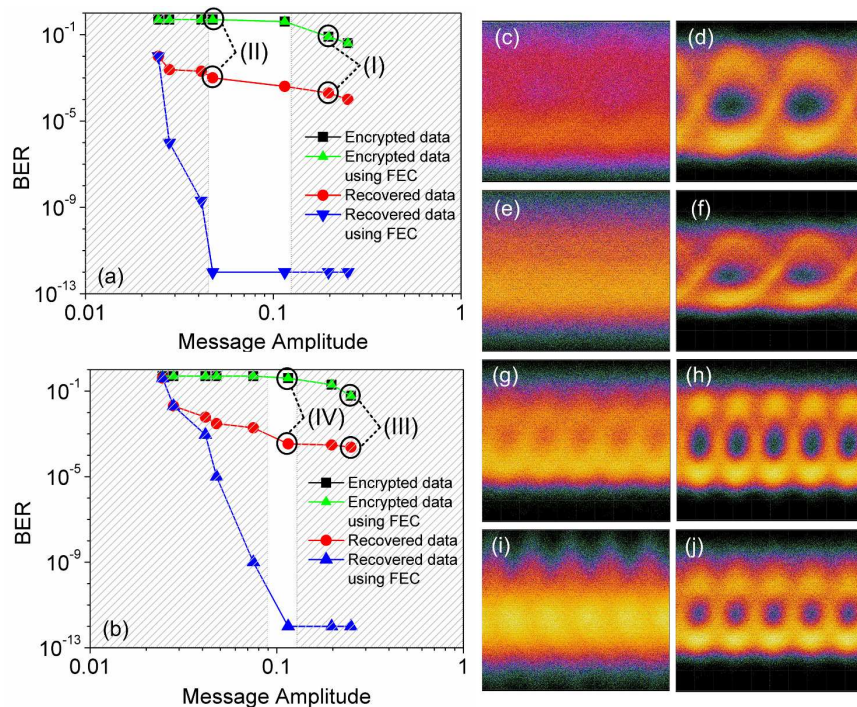 10^-1
10^-5
10^-9
10^-13
BER
(II)
(I)
Encrypted data
Encrypted data
using FEC
Recovered data
Recovered data
using FEC
(a)
0.01
0.1
1
Message Amplitude
10^-1
10^-5
10^-9
10^-13
BER
(IV)
(III)
Encrypted data
Encrypted data
using FEC
Recovered data
Recovered data
using FEC
(b)
0.01
0.1
1
Message Amplitude
(c)
(d)
(e)
(f)
(g)
(h)
(i)
(j)